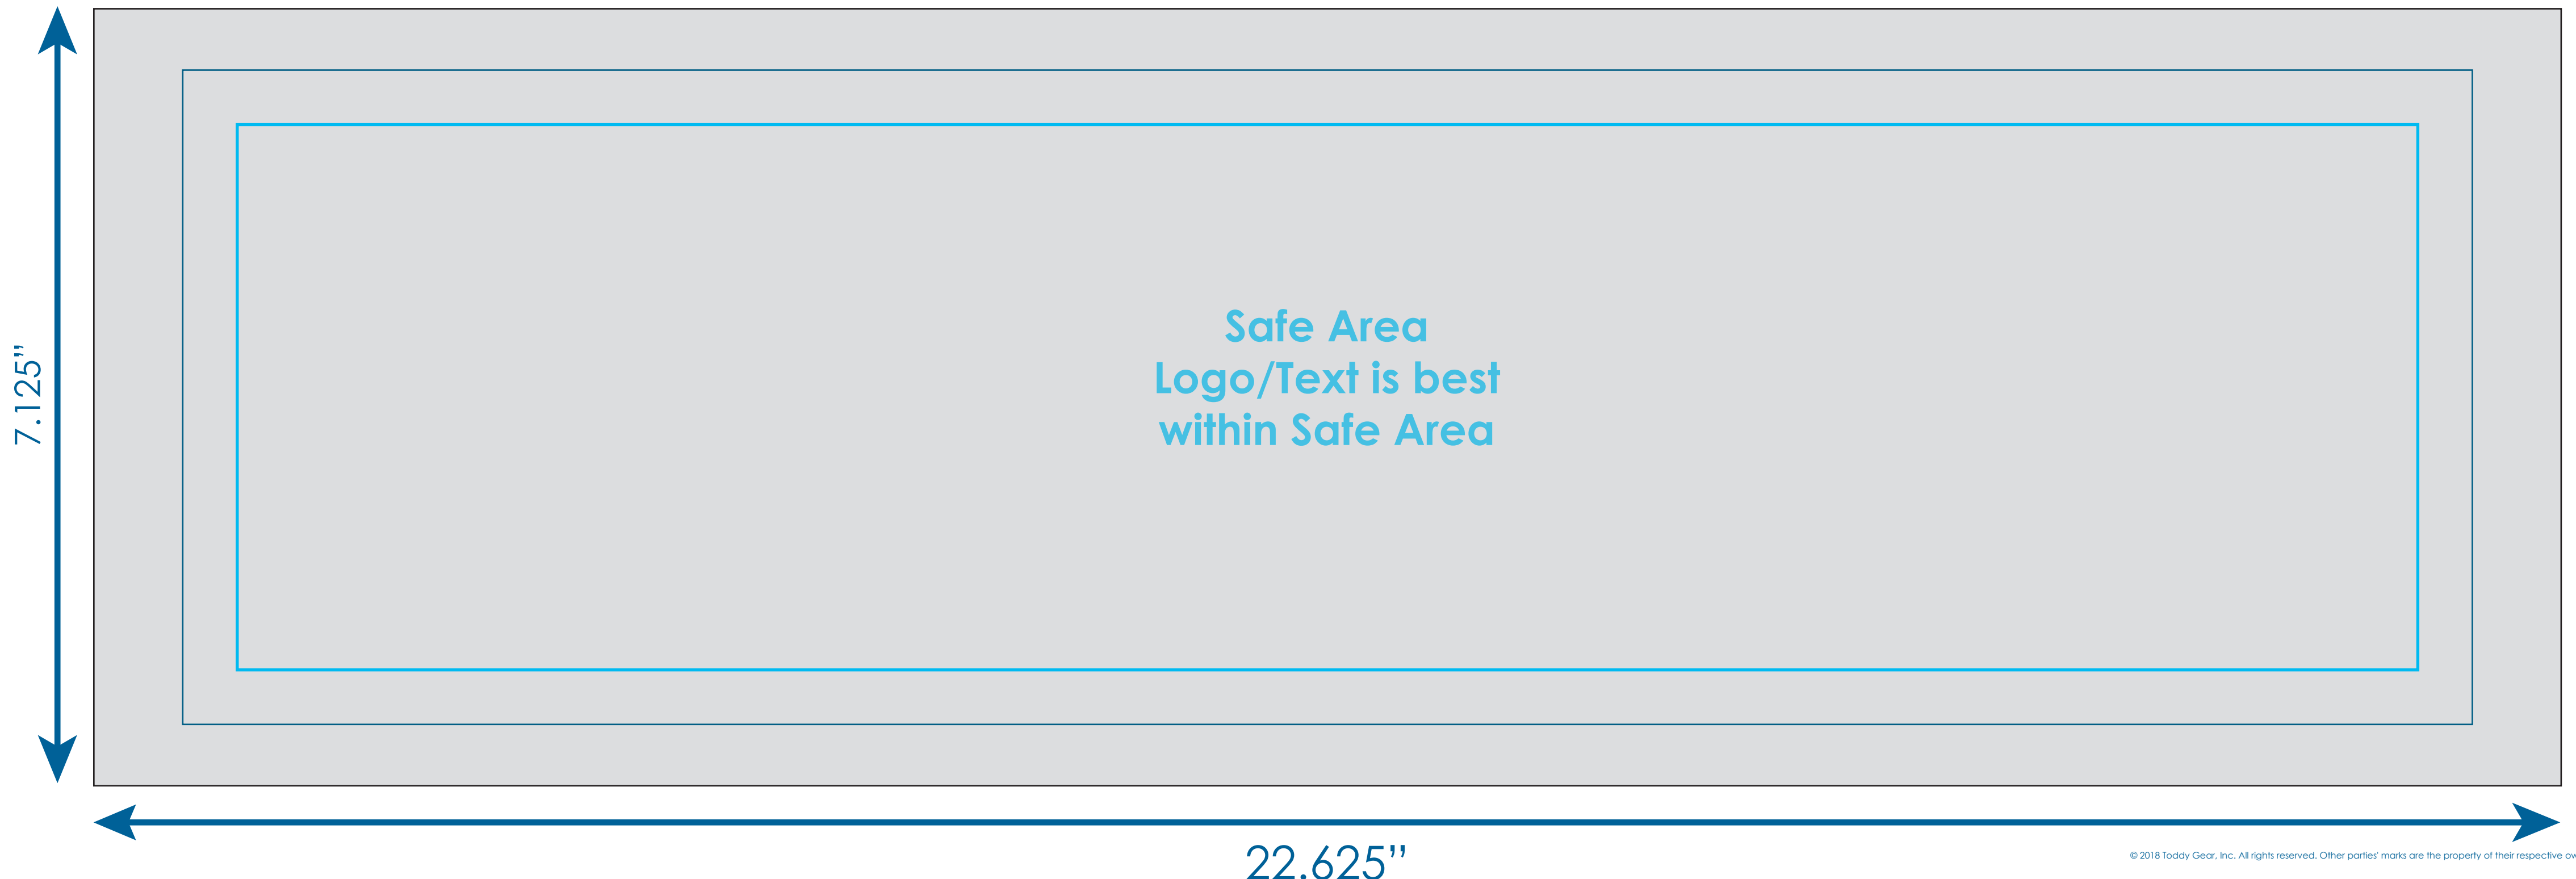 7.125”
Safe Area
Logo/Text is best
within Safe Area
22.625”
© 2018 Toddy Gear, Inc. All rights reserved. Other parties' marks are the property of their respective